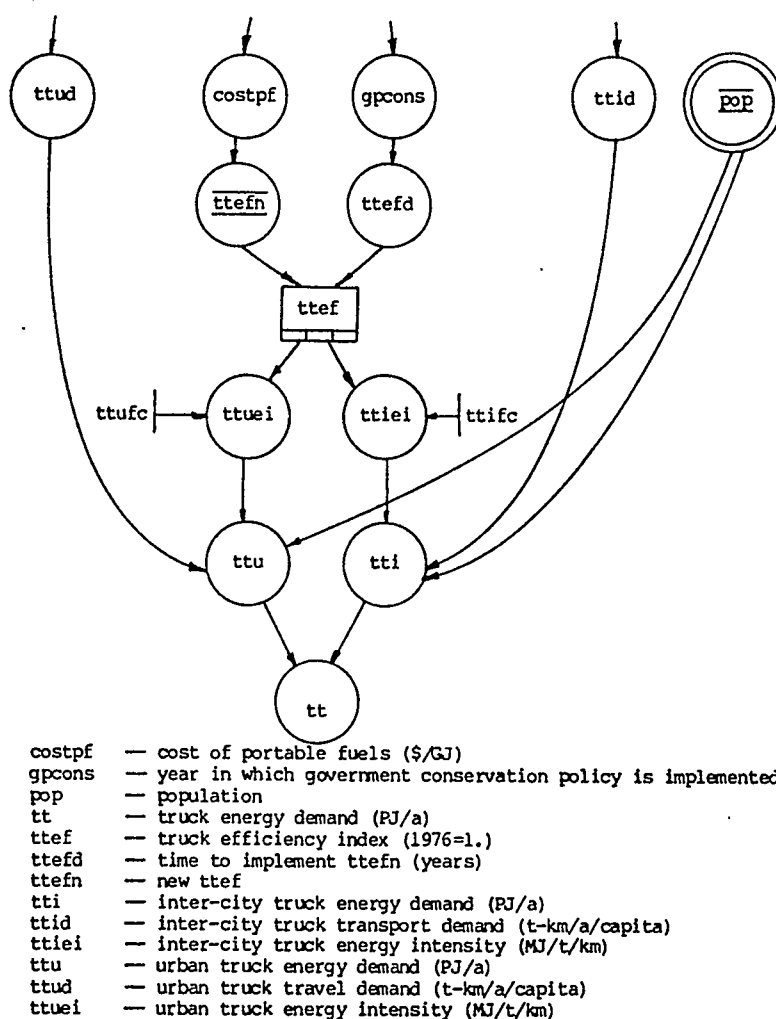 ttud costpf gpcons ttid pop
ttefn ttefd
ttef
ttufc ttuei ttiei ttifc
ttu tti
tt
costpf — cost of portable fuels ($/GJ)
gpcons — year in which government conservation policy is implemented
pop — population
tt — truck energy demand (PJ/a)
ttef — truck efficiency index (1976=1.)
ttefd — time to implement ttefn (years)
ttefn — new ttef
tti — inter-city truck energy demand (PJ/a)
ttid — inter-city truck transport demand (t-km/a/capita)
ttiei — inter-city truck energy intensity (MJ/t/km)
ttu — urban truck energy demand (PJ/a)
ttud — urban truck travel demand (t-km/a/capita)
ttuei — urban truck energy intensity (MJ/t/km)